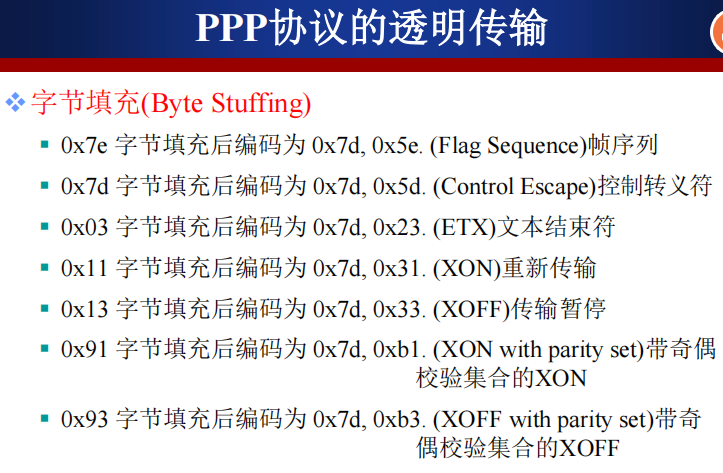 PPP协议的透明传输
字节填充(Byte Stuffing)
0x7e 字节填充后编码为 0x7d, 0x5e. (Flag Sequence)帧序列
0x7d 字节填充后编码为 0x7d, 0x5d. (Control Escape)控制转义符
0x03 字节填充后编码为 0x7d, 0x23. (ETX)文本结束符
0x11 字节填充后编码为 0x7d, 0x31. (XON)重新传输
0x13 字节填充后编码为 0x7d, 0x33. (XOFF)传输暂停
0x91 字节填充后编码为 0x7d, 0xb1. (XON with parity set)带奇偶
校验集合的XON
0x93 字节填充后编码为 0x7d, 0xb3. (XOFF with parity set)带奇
偶校验集合的XOFF